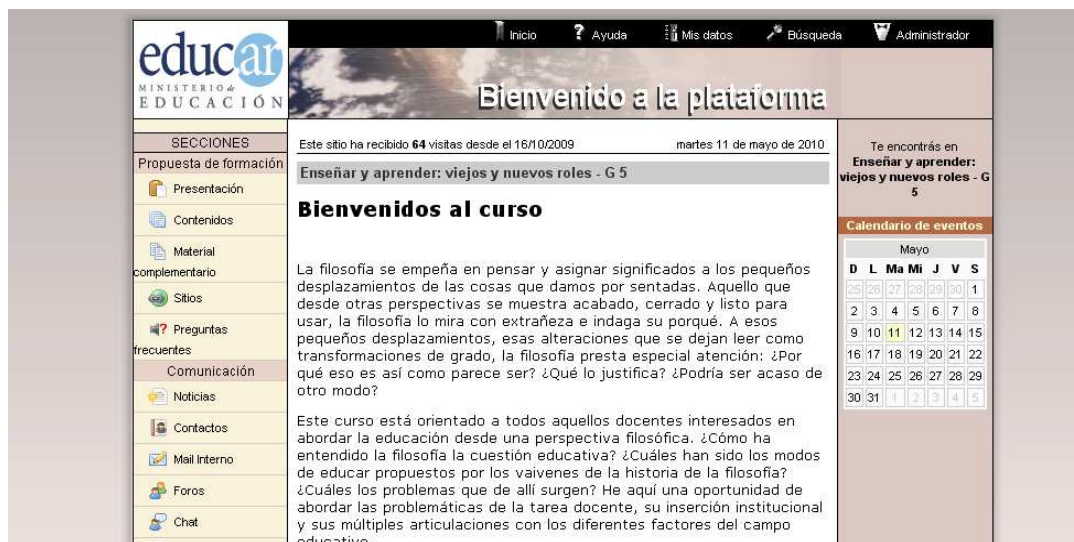 Inicio
Ayuda
Mis datos
Búsqueda
Administrador
educar
MINISTERIO de
EDUCACIÓN
Bienvenido a la plataforma
SECCIONES
Propuesta de formación
Presentación
Contenidos
Material
complementario
Sitios
Preguntas
frecuentes
Comunicación
Noticias
Contactos
Mail Interno
Foros
Chat
Este sitio ha recibido 64 visitas desde el 16/10/2009
martes 11 de mayo de 2010
Enseñar y aprender: viejos y nuevos roles - G 5
Bienvenidos al curso
La filosofía se empeña en pensar y asignar significados a los pequeños
desplazamientos de las cosas que damos por sentadas. Aquello que
desde otras perspectivas se muestra acabado, cerrado y listo para
usar, la filosofía lo mira con extrañeza e indaga su porqué. A esos
pequeños desplazamientos, esas alteraciones que se dejan leer como
transformaciones de grado, la filosofía presta especial atención: ¿Por
qué eso es así como parece ser? ¿Qué lo justifica? ¿Podría ser acaso de
otro modo?
Este curso está orientado a todos aquellos docentes interesados en
abordar la educación desde una perspectiva filosófica. ¿Cómo ha
entendido la filosofía la cuestión educativa? ¿Cuáles han sido los modos
de educar propuestos por los vaivenes de la historia de la filosofía?
¿Cuáles los problemas que de allí surgen? He aquí una oportunidad de
abordar las problemáticas de la tarea docente, su inserción institucional
y sus múltiples articulaciones con los diferentes factores del campo
educativo.
Te encontrás en
Enseñar y aprender:
viejos y nuevos roles - G
5
Calendario de eventos
Mayo
D L Ma Mi J V S
25 26 27 28 29 30 1
2 3 4 5 6 7 8
9 10 11 12 13 14 15
16 17 18 19 20 21 22
23 24 25 26 27 28 29
30 31 1 2 3 4 5